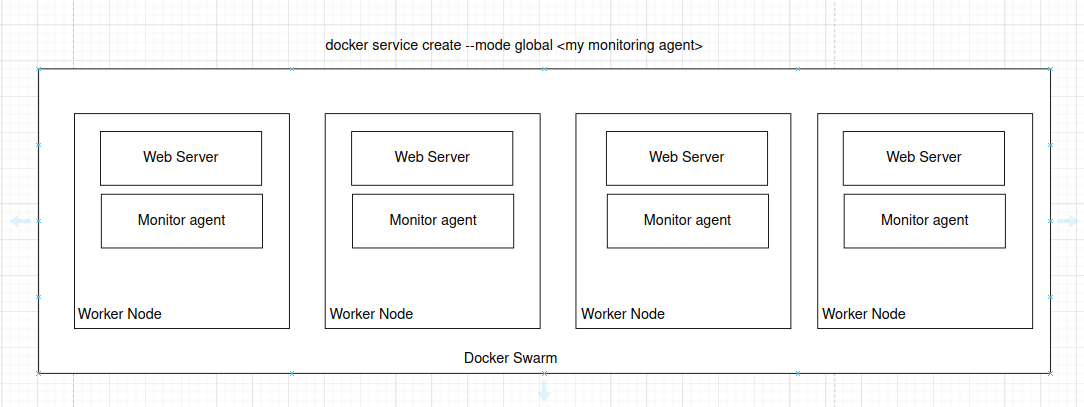 docker service create --mode global <my monitoring agent>
Web Server
Monitor agent
Worker Node
Web Server
Monitor agent
Worker Node
Web Server
Monitor agent
Worker Node
Web Server
Monitor agent
Worker Node
Docker Swarm